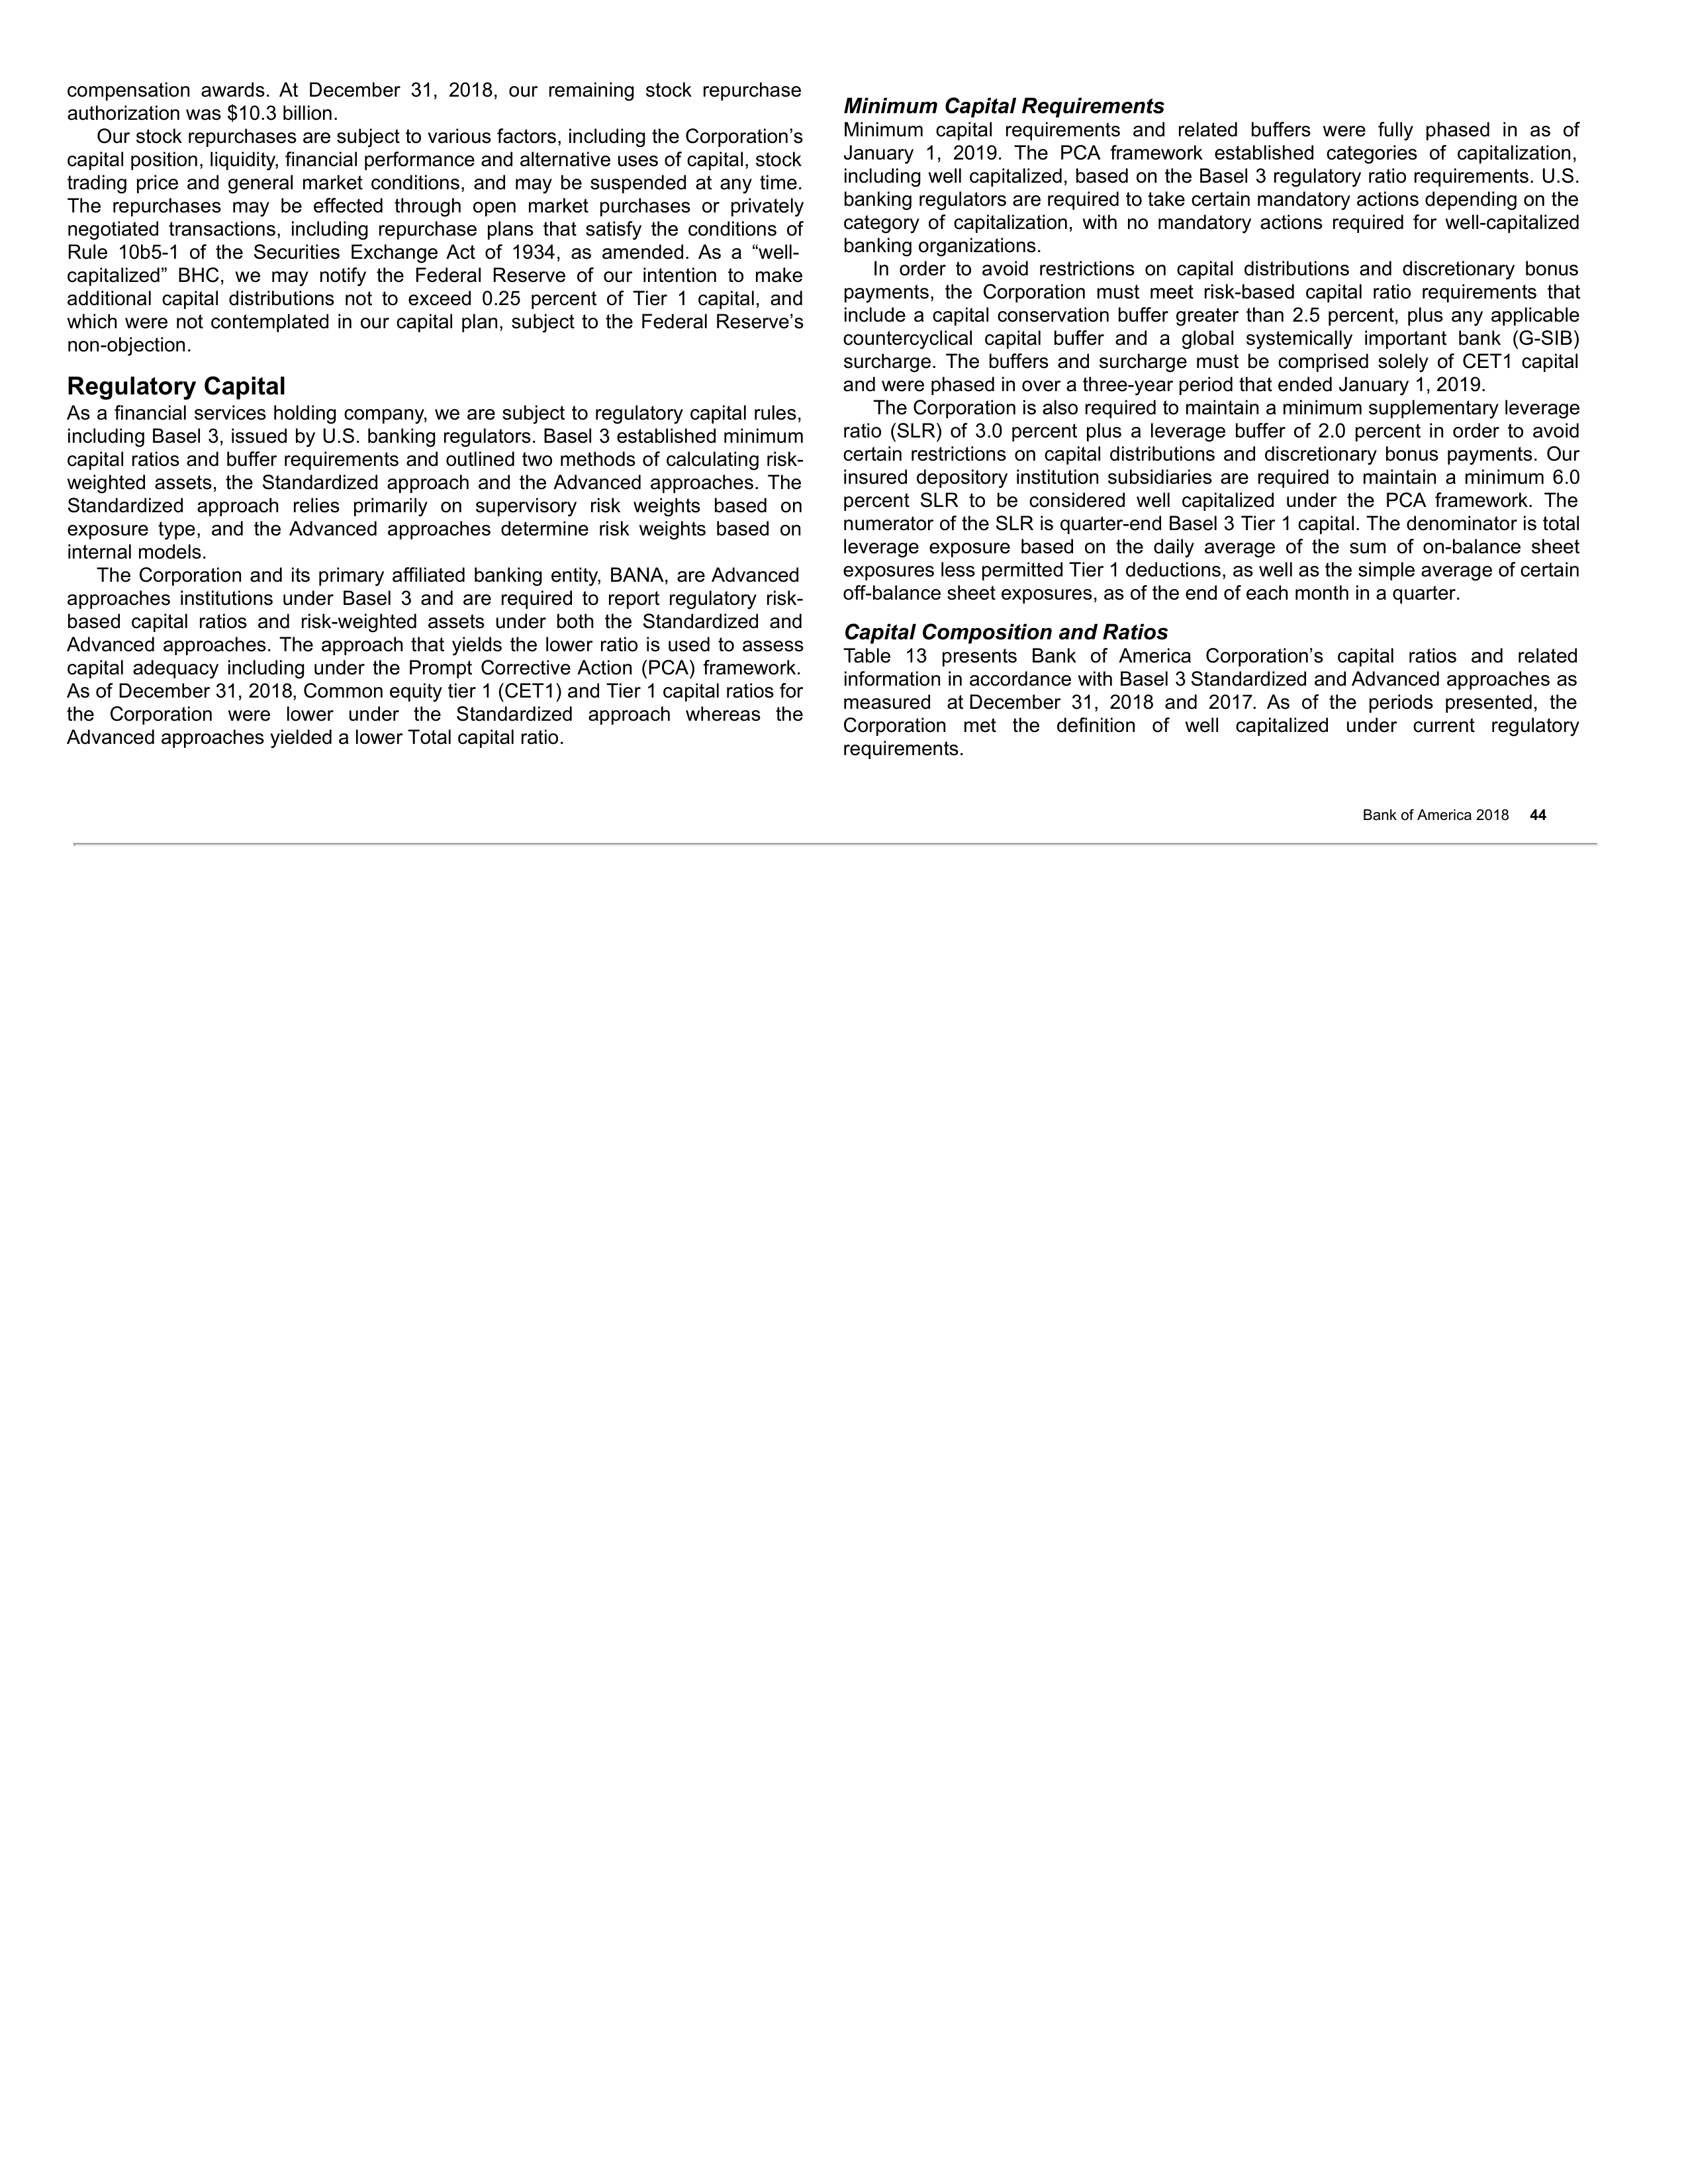 compensation awards. At December 31, 2018, our remaining stock repurchase
authorization was $10.3 billion.
Our stock repurchases are subject to various factors, including the Corporation’s
capital position, liquidity, financial performance and alternative uses of capital, stock
trading price and general market conditions, and may be suspended at any time.
The repurchases may be effected through open market purchases or privately
negotiated transactions, including repurchase plans that satisfy the conditions of
Rule 10b5-1 of the Securities Exchange Act of 1934, as amended. As a “well-
capitalized” BHC, we may notify the Federal Reserve of our intention to make
additional capital distributions not to exceed 0.25 percent of Tier 1 capital, and
which were not contemplated in our capital plan, subject to the Federal Reserve’s
non-objection.
Regulatory Capital
As a financial services holding company, we are subject to regulatory capital rules,
including Basel 3, issued by U.S. banking regulators. Basel 3 established minimum
capital ratios and buffer requirements and outlined two methods of calculating risk-
weighted assets, the Standardized approach and the Advanced approaches. The
Standardized approach relies primarily on supervisory risk weights based on
exposure type, and the Advanced approaches determine risk weights based on
internal models.
The Corporation and its primary affiliated banking entity, BANA, are Advanced
approaches institutions under Basel 3 and are required to report regulatory risk-
based capital ratios and risk-weighted assets under both the Standardized and
Advanced approaches. The approach that yields the lower ratio is used to assess
capital adequacy including under the Prompt Corrective Action (PCA) framework.
As of December 31, 2018, Common equity tier 1 (CET1) and Tier 1 capital ratios for
the Corporation were lower under the Standardized approach whereas the
Advanced approaches yielded a lower Total capital ratio.
Minimum Capital Requirements
Minimum capital requirements and related buffers were fully phased in as of
January 1, 2019. The PCA framework established categories of capitalization,
including well capitalized, based on the Basel 3 regulatory ratio requirements. U.S.
banking regulators are required to take certain mandatory actions depending on the
category of capitalization, with no mandatory actions required for well-capitalized
banking organizations.
In order to avoid restrictions on capital distributions and discretionary bonus
payments, the Corporation must meet risk-based capital ratio requirements that
include a capital conservation buffer greater than 2.5 percent, plus any applicable
countercyclical capital buffer and a global systemically important bank (G-SIB)
surcharge. The buffers and surcharge must be comprised solely of CET1 capital
and were phased in over a three-year period that ended January 1, 2019.
The Corporation is also required to maintain a minimum supplementary leverage
ratio (SLR) of 3.0 percent plus a leverage buffer of 2.0 percent in order to avoid
certain restrictions on capital distributions and discretionary bonus payments. Our
insured depository institution subsidiaries are required to maintain a minimum 6.0
percent SLR to be considered well capitalized under the PCA framework. The
numerator of the SLR is quarter-end Basel 3 Tier 1 capital. The denominator is total
leverage exposure based on the daily average of the sum of on-balance sheet
exposures less permitted Tier 1 deductions, as well as the simple average of certain
off-balance sheet exposures, as of the end of each month in a quarter.
Capital Composition and Ratios
Table 13 presents Bank of America Corporation’s capital ratios and related
information in accordance with Basel 3 Standardized and Advanced approaches as
measured at December 31, 2018 and 2017. As of the periods presented, the
Corporation met the definition of well capitalized under current regulatory
requirements.
Bank of America 2018 44